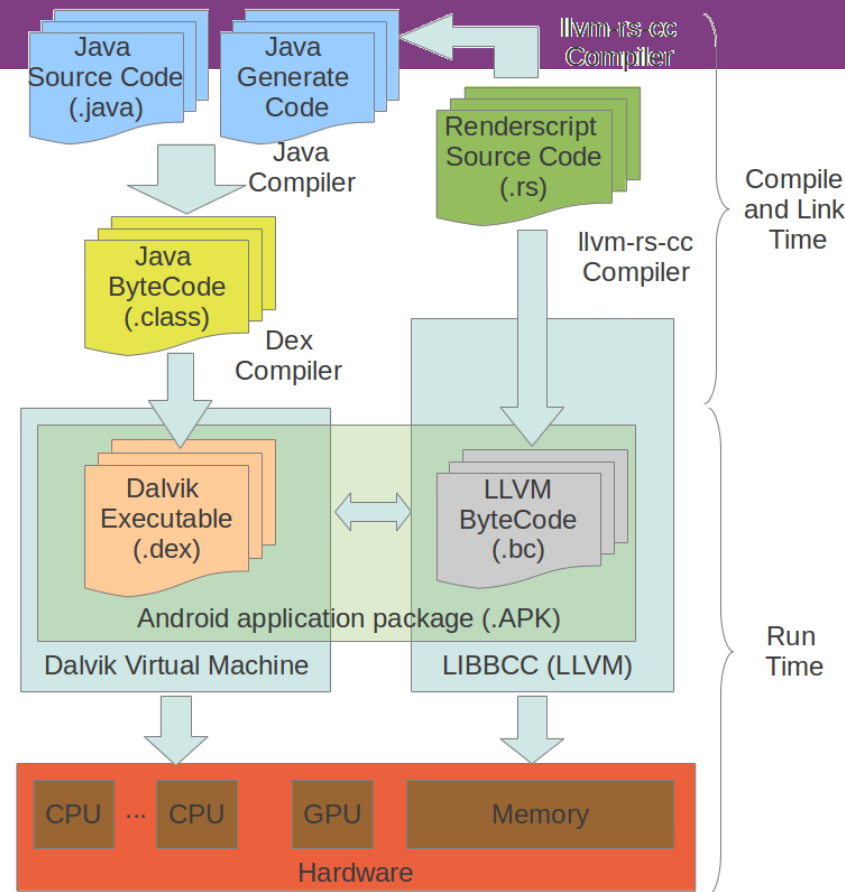 Java
Source Code
(.java)
Java
Generate
Code
llvm-rs-cc
Compiler
Renderscript
Source Code
(.rs)
Java
Compiler
Compile
and Link
Time
llvm-rs-cc
Compiler
Java
ByteCode
(.class)
Dex
Compiler
Dalvik
Executable
(.dex)
LLVM
ByteCode
(.bc)
Android application package (.APK)
Dalvik Virtual Machine
LIBBCC (LLVM)
Run
Time
CPU ... CPU GPU Memory
Hardware